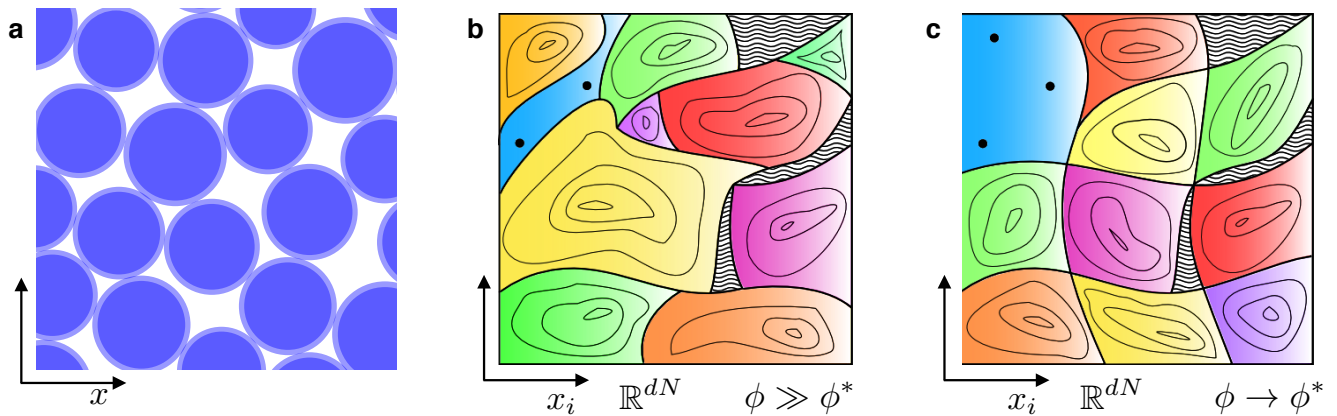 a
b
c
x
x_i ℝ^{dN} ϕ ≫ ϕ*
x_i ℝ^{dN} ϕ → ϕ*